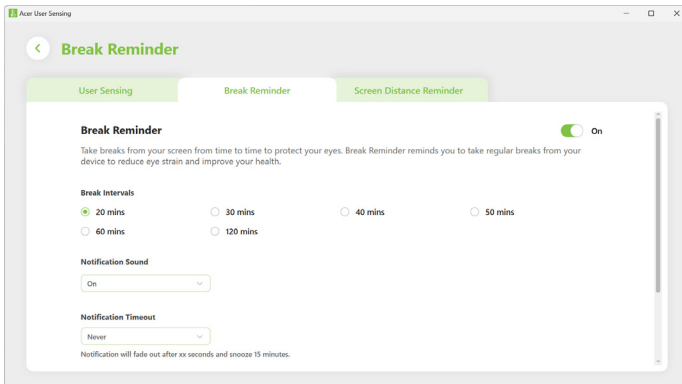 Acer User Sensing
Break Reminder
User Sensing
Break Reminder
Screen Distance Reminder
Break Reminder
On
Take breaks from your screen from time to time to protect your eyes. Break Reminder reminds you to take regular breaks from your
device to reduce eye strain and improve your health.
Break Intervals
20 mins
30 mins
40 mins
50 mins
60 mins
120 mins
Notification Sound
On
Notification Timeout
Never
Notification will fade out after xx seconds and snooze 15 minutes.